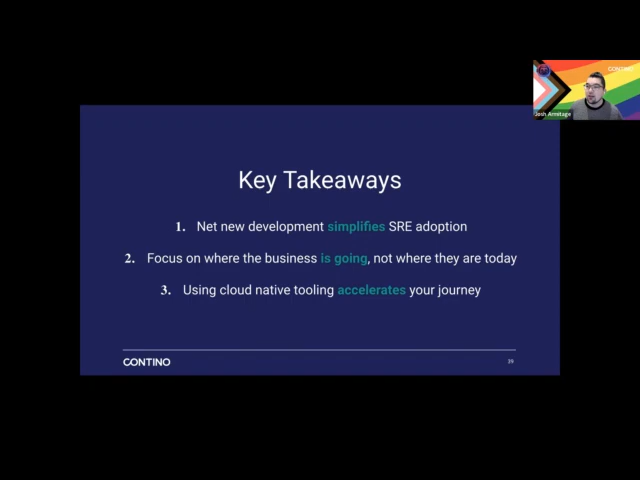 CONTINO
Josh Armitage
Key Takeaways
1. Net new development simplifies SRE adoption
2. Focus on where the business is going, not where they are today
3. Using cloud native tooling accelerates your journey
CONTINO
39